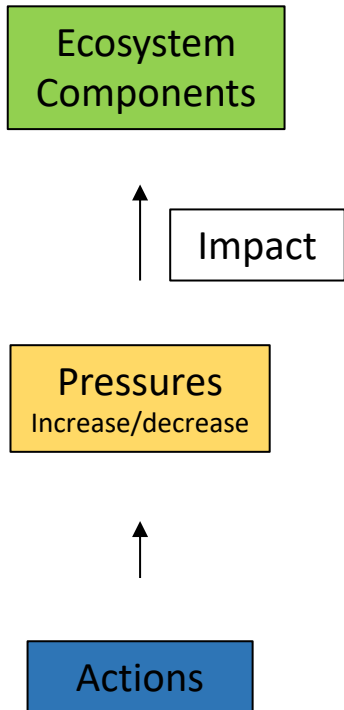 Ecosystem
Components
Impact
Pressures
Increase/decrease
Actions